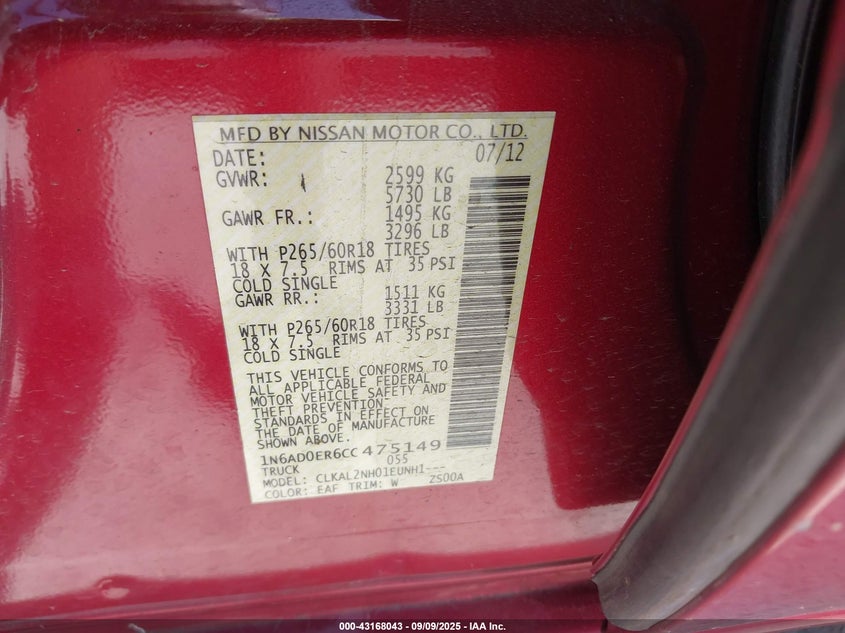 MFD BY NISSAN MOTOR CO., LTD.
DATE: 07/12
GVWR: 2599 KG
5730 LB
GAWR FR.: 1495 KG
3296 LB
WITH P265/60R18 TIRES
18 X 7.5 RIMS AT 35 PSI
COLD SINGLE
GAWR RR.: 1511 KG
3331 LB
WITH P265/60R18 TIRES
18 X 7.5 RIMS AT 35 PSI
COLD SINGLE
THIS VEHICLE CONFORMS TO
ALL APPLICABLE FEDERAL
MOTOR VEHICLE SAFETY AND
THEFT PREVENTION
STANDARDS IN EFFECT ON
THE DATE OF MANUFACTURE
SHOWN ABOVE.
1N6AD0ER6CC 475149
TRUCK 055
MODEL: CLKAL2NH01EUNH1---
COLOR: EAF TRIM: W ZS00A
000-43168043 - 09/09/2025 - IAA Inc.